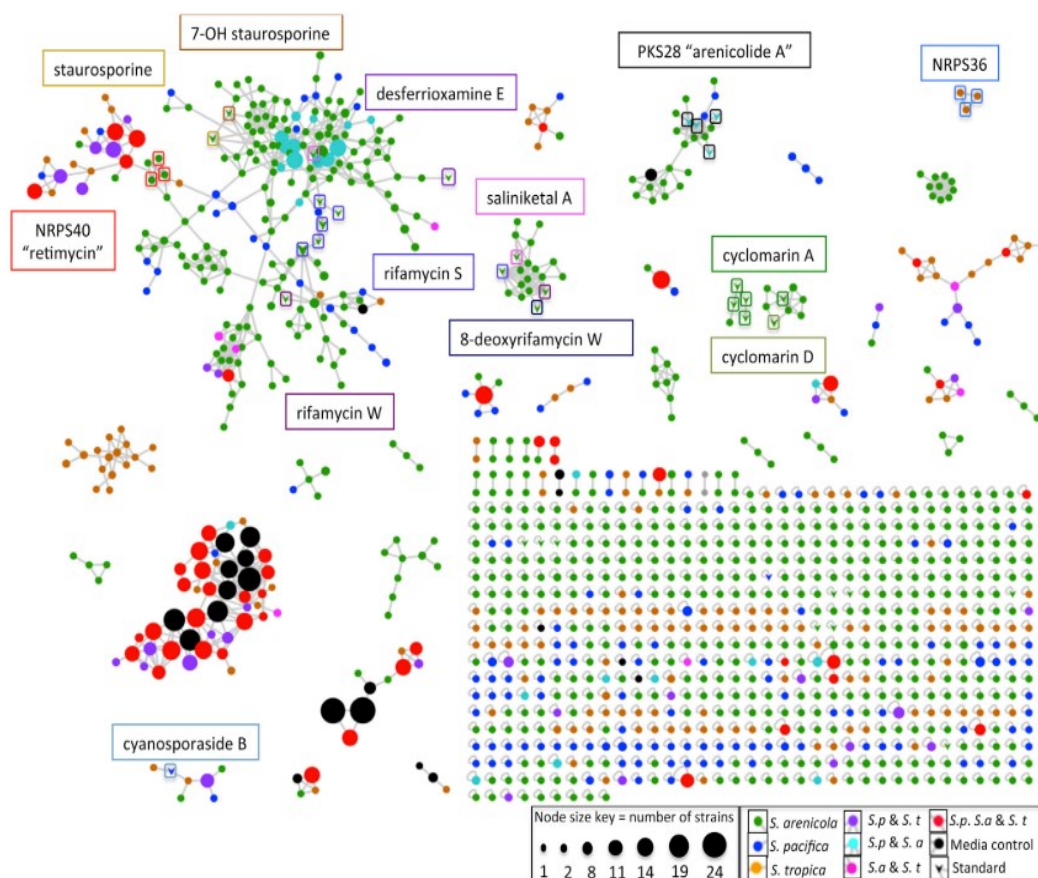 7-OH staurosporine
PKS28 “arenicolide A”
NRPS36
staurosporine
desferrioxamine E
saliniketal A
NRPS40
“retimycin”
cyclomarin A
rifamycin S
8-deoxyrifamycin W
cyclomarin D
rifamycin W
cyanosporaside B
Node size key = number of strains
1 2 8 11 14 19 24
S. arenicola S.p & S. t S.p. S.a & S. t
S. pacifica S.p & S. a Media control
S. tropica S.a & S. t Standard